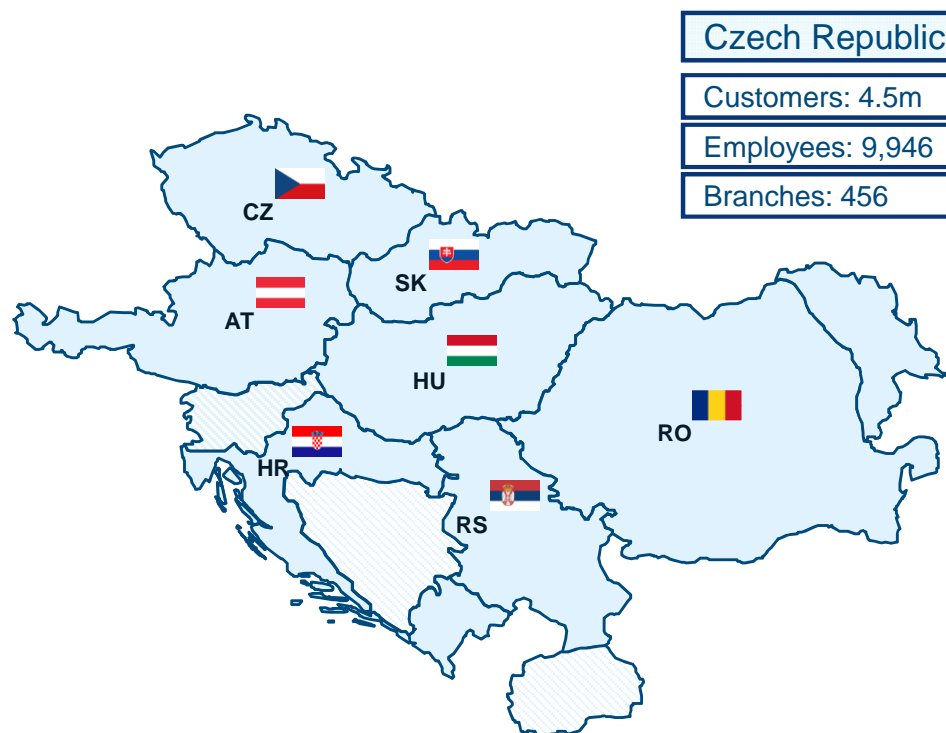 Czech Republic
Customers: 4.5m
Employees: 9,946
Branches: 456
CZ
SK
AT
HU
RO
HR
RS